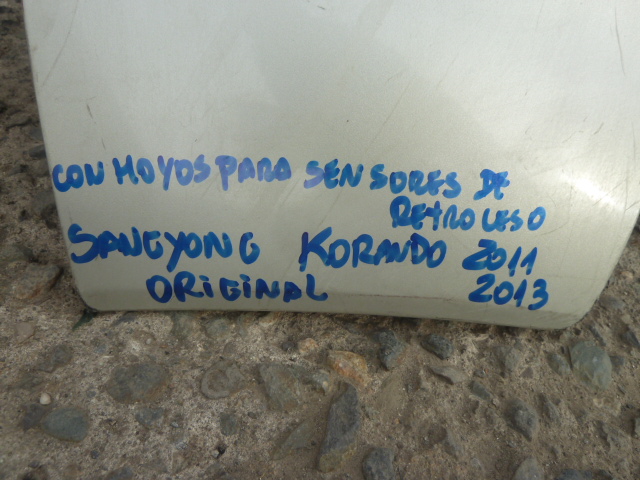 CON HOYOS PARA SENSORES DE
RETROCESO
SANGYONG KORANDO 2011
ORIGINAL 2013